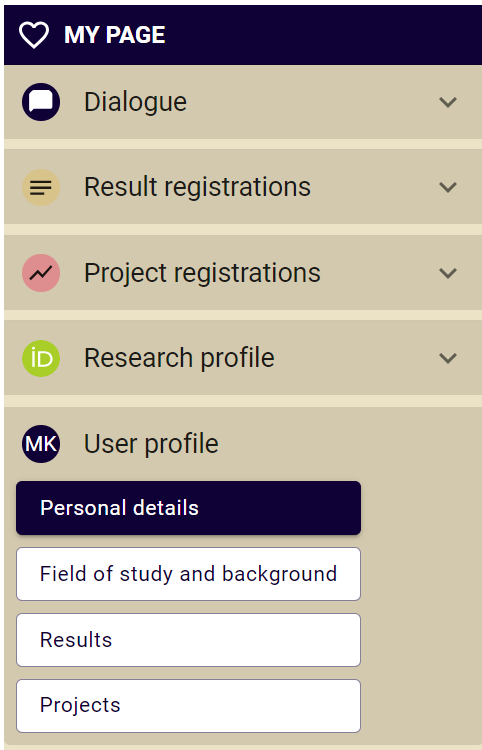 MY PAGE
Dialogue
Result registrations
Project registrations
iD Research profile
MK User profile
Personal details
Field of study and background
Results
Projects